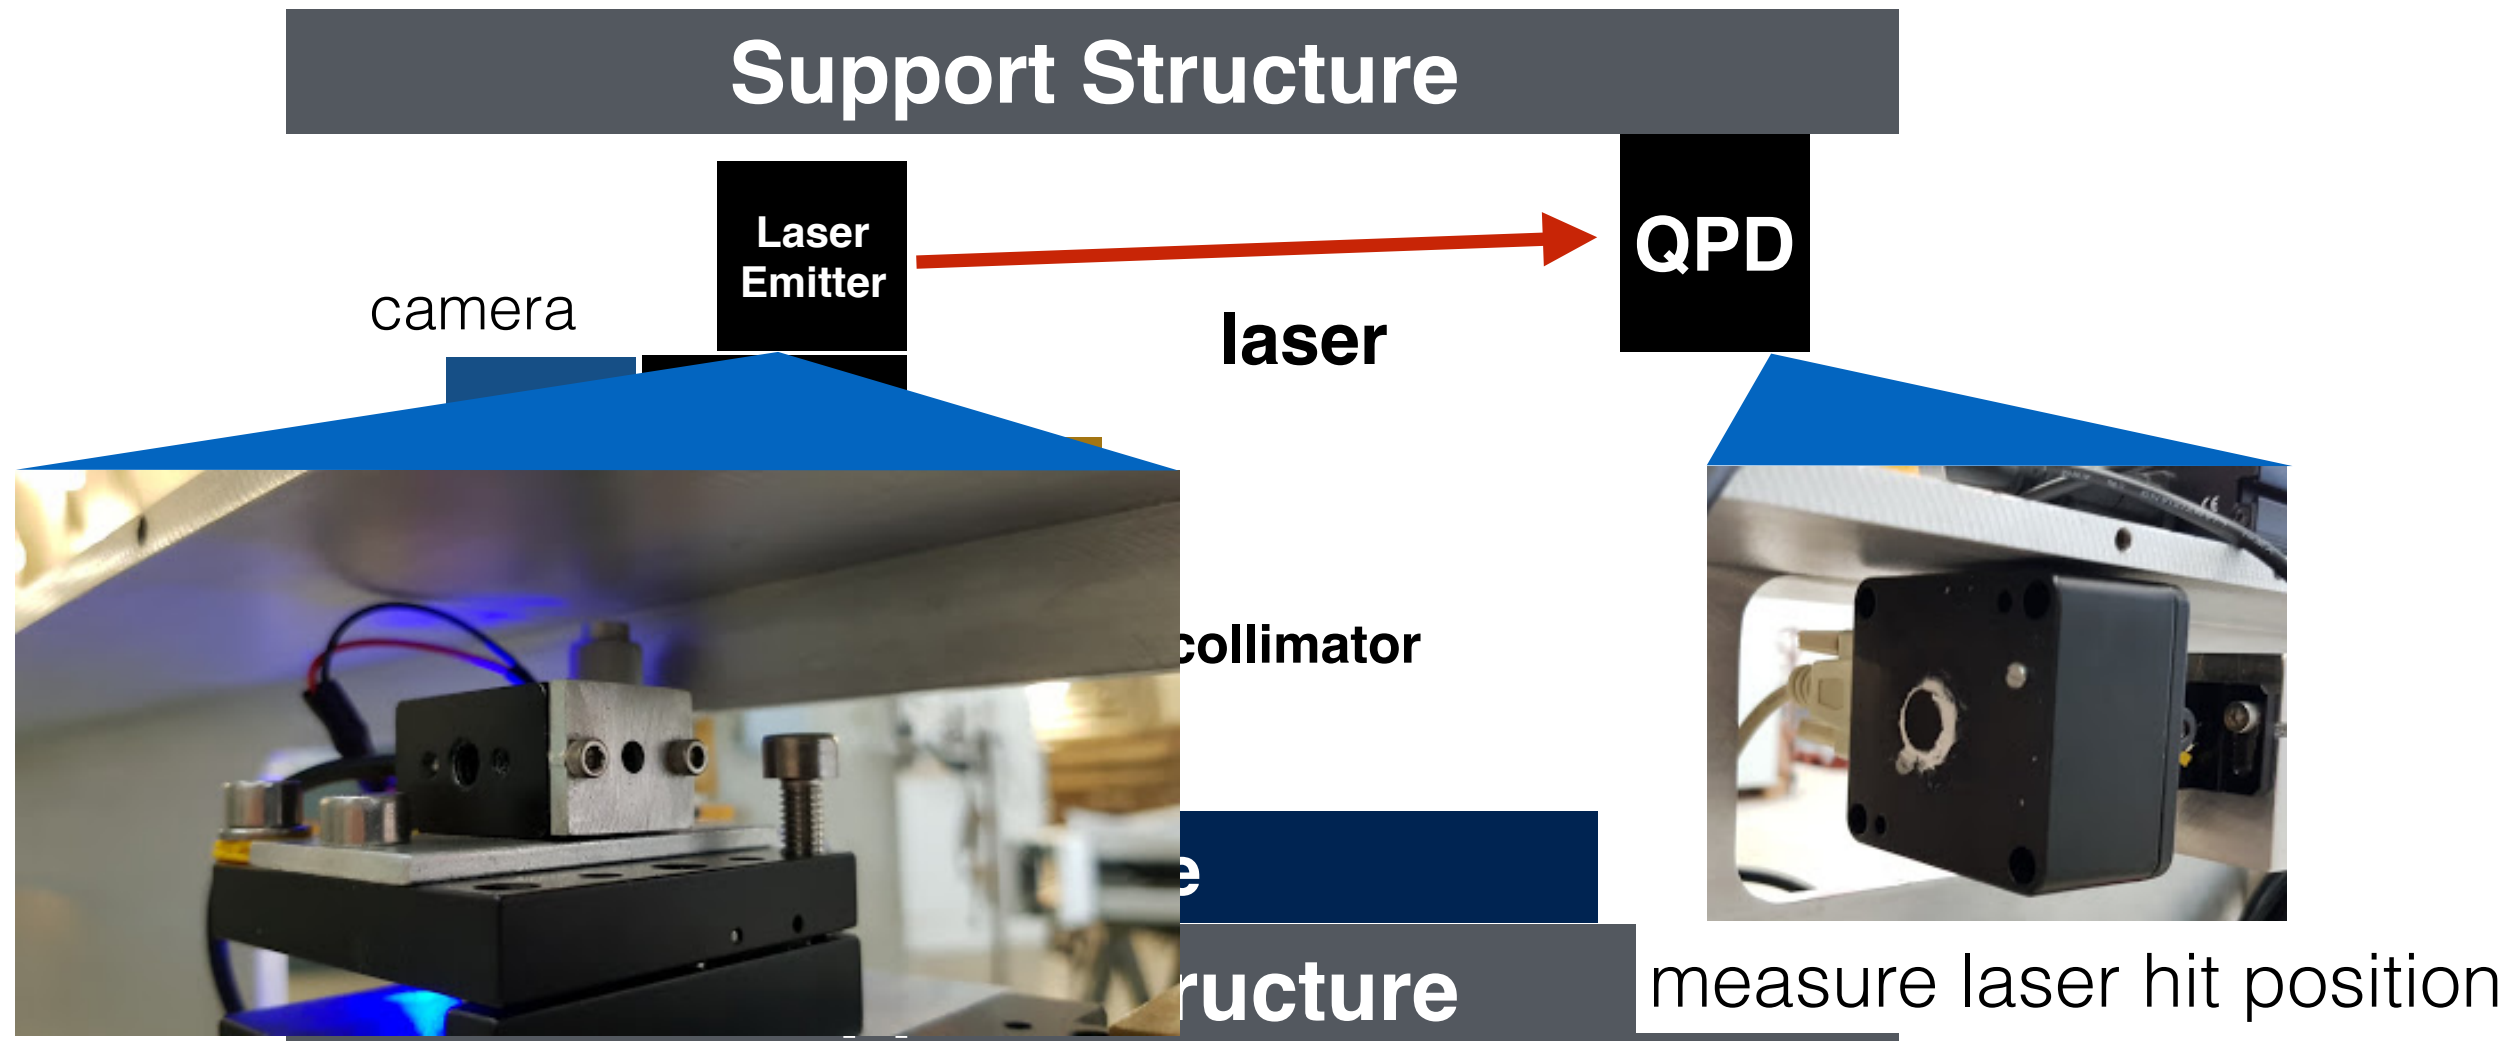 Support Structure
Laser
Emitter
QPD
camera
laser
collimator
e
ructure
measure laser hit position